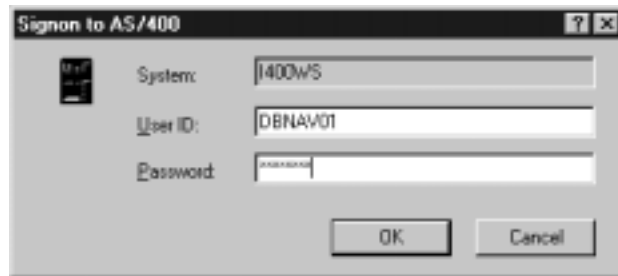 Signon to AS/400
System: I400WS
User ID: DBNAV01
Password: ********
OK Cancel